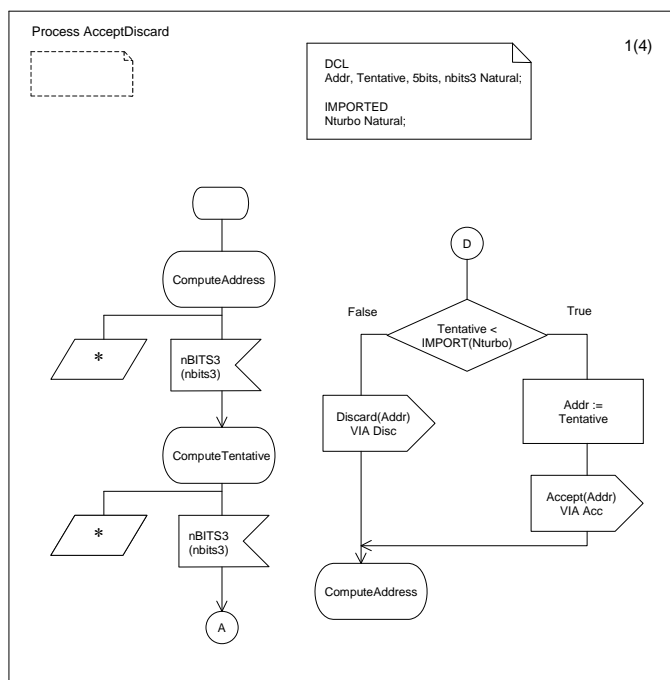 Process AcceptDiscard
1(4)
DCL
Addr, Tentative, 5bits, nbits3 Natural;
IMPORTED
Nturbo Natural;
ComputeAddress
*
nBITS3
(nbits3)
ComputeTentative
*
nBITS3
(nbits3)
A
D
False
True
Tentative <
IMPORT(Nturbo)
Discard(Addr)
VIA Disc
Addr :=
Tentative
Accept(Addr)
VIA Acc
ComputeAddress